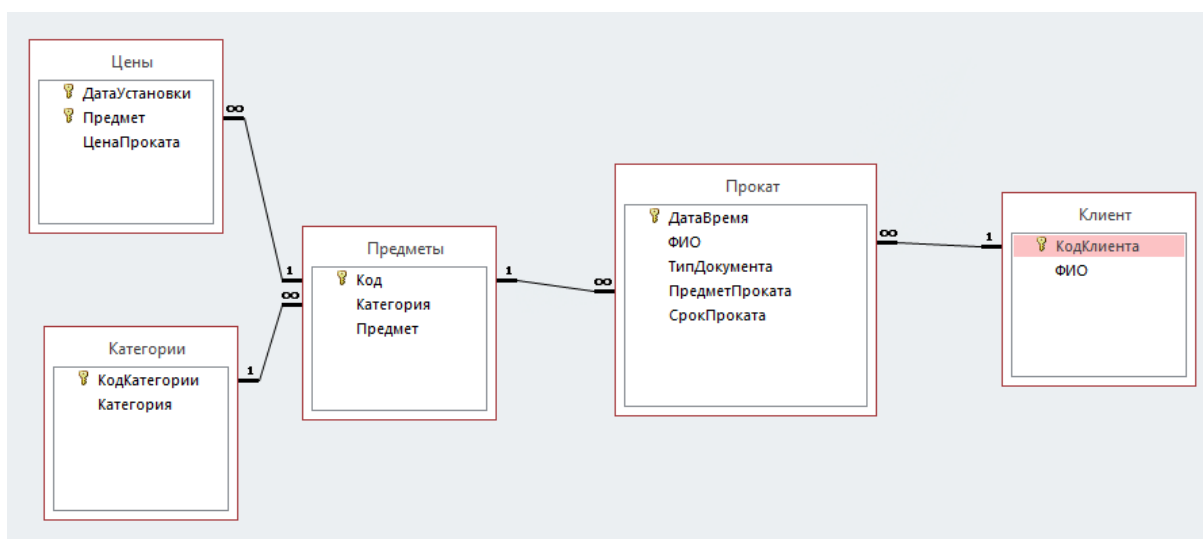 Цены
ДатаУстановки
Предмет
ЦенаПроката
∞
Категории
КодКатегории
Категория
1
Предметы
Код
Категория
Предмет
1
∞
1
Прокат
ДатаВремя
ФИО
ТипДокумента
ПредметПроката
СрокПроката
∞
∞
Клиент
КодКлиента
ФИО
1